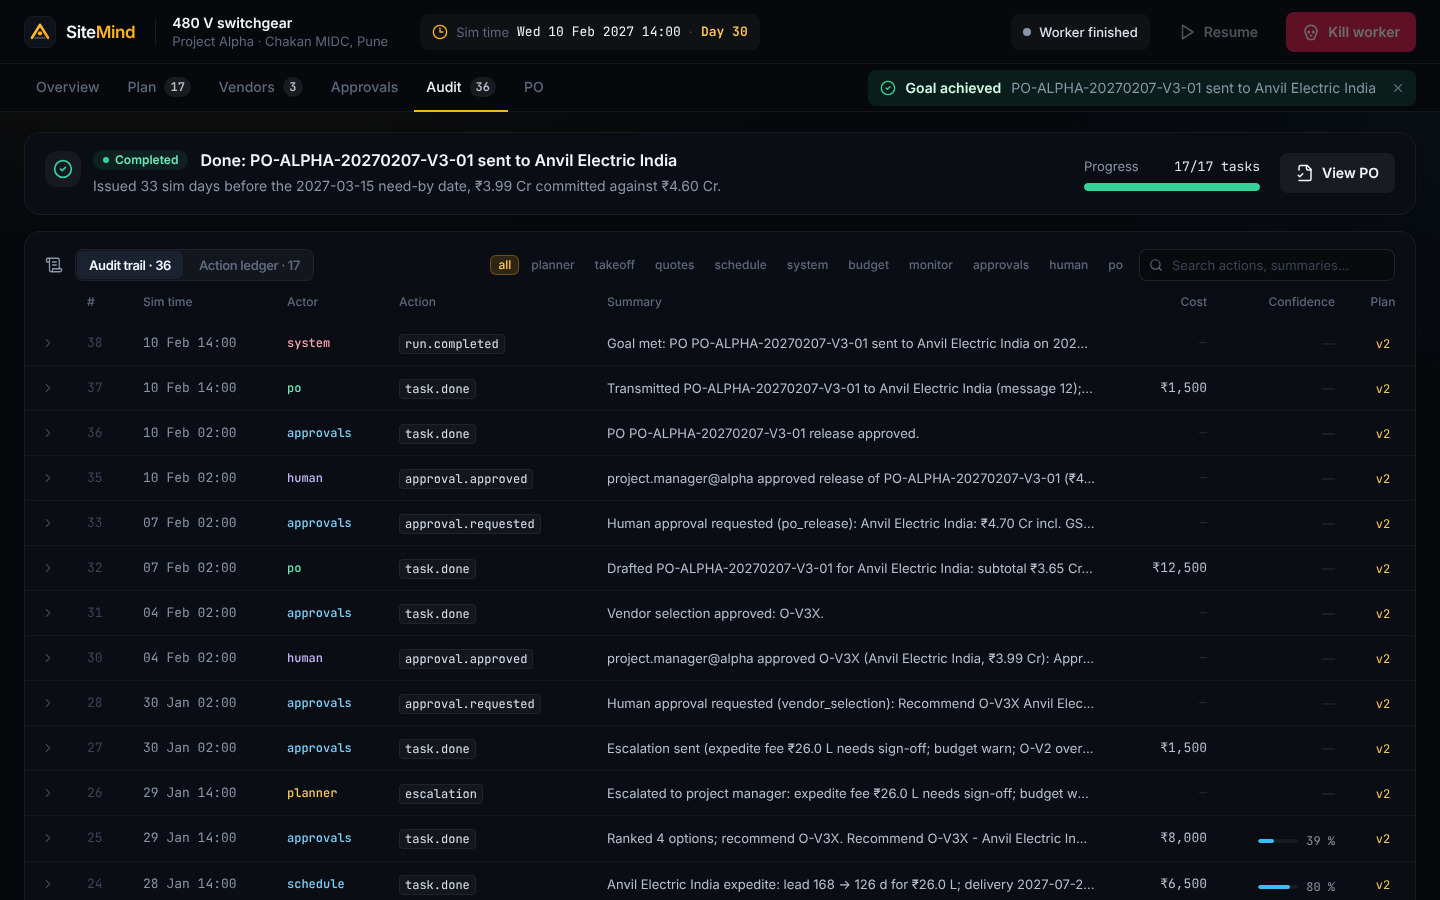 SiteMind
480 V switchgear
Project Alpha · Chakan MIDC, Pune
Sim time Wed 10 Feb 2027 14:00 · Day 30
Worker finished
Resume
Kill worker
Overview
Plan 17
Vendors 3
Approvals
Audit 36
PO
Goal achieved PO-ALPHA-20270207-V3-01 sent to Anvil Electric India
Completed Done: PO-ALPHA-20270207-V3-01 sent to Anvil Electric India
Issued 33 sim days before the 2027-03-15 need-by date, ₹3.99 Cr committed against ₹4.60 Cr.
Progress 17/17 tasks
View PO
Audit trail · 36
Action ledger · 17
all planner takeoff quotes schedule system budget monitor approvals human po
Search actions, summaries...
# Sim time Actor Action Summary Cost Confidence Plan
38 10 Feb 14:00 system run.completed Goal met: PO PO-ALPHA-20270207-V3-01 sent to Anvil Electric India on 202... — — v2
37 10 Feb 14:00 po task.done Transmitted PO-ALPHA-20270207-V3-01 to Anvil Electric India (message 12);... ₹1,500 — v2
36 10 Feb 02:00 approvals task.done PO PO-ALPHA-20270207-V3-01 release approved. — — v2
35 10 Feb 02:00 human approval.approved project.manager@alpha approved release of PO-ALPHA-20270207-V3-01 (₹4... — — v2
33 07 Feb 02:00 approvals approval.requested Human approval requested (po_release): Anvil Electric India: ₹4.70 Cr incl. GS... — — v2
32 07 Feb 02:00 po task.done Drafted PO-ALPHA-20270207-V3-01 for Anvil Electric India: subtotal ₹3.65 Cr... ₹12,500 — v2
31 04 Feb 02:00 approvals task.done Vendor selection approved: O-V3X. — — v2
30 04 Feb 02:00 human approval.approved project.manager@alpha approved O-V3X (Anvil Electric India, ₹3.99 Cr): Appr... — — v2
28 30 Jan 02:00 approvals approval.requested Human approval requested (vendor_selection): Recommend O-V3X Anvil Elec... — — v2
27 30 Jan 02:00 approvals task.done Escalation sent (expedite fee ₹26.0 L needs sign-off; budget warn; O-V2 over... ₹1,500 — v2
26 29 Jan 14:00 planner escalation Escalated to project manager: expedite fee ₹26.0 L needs sign-off; budget w... — — v2
25 29 Jan 14:00 approvals task.done Ranked 4 options; recommend O-V3X. Recommend O-V3X - Anvil Electric In... ₹8,000 39 % v2
24 28 Jan 14:00 schedule task.done Anvil Electric India expedite: lead 168 → 126 d for ₹26.0 L; delivery 2027-07-2... ₹6,500 80 % v2